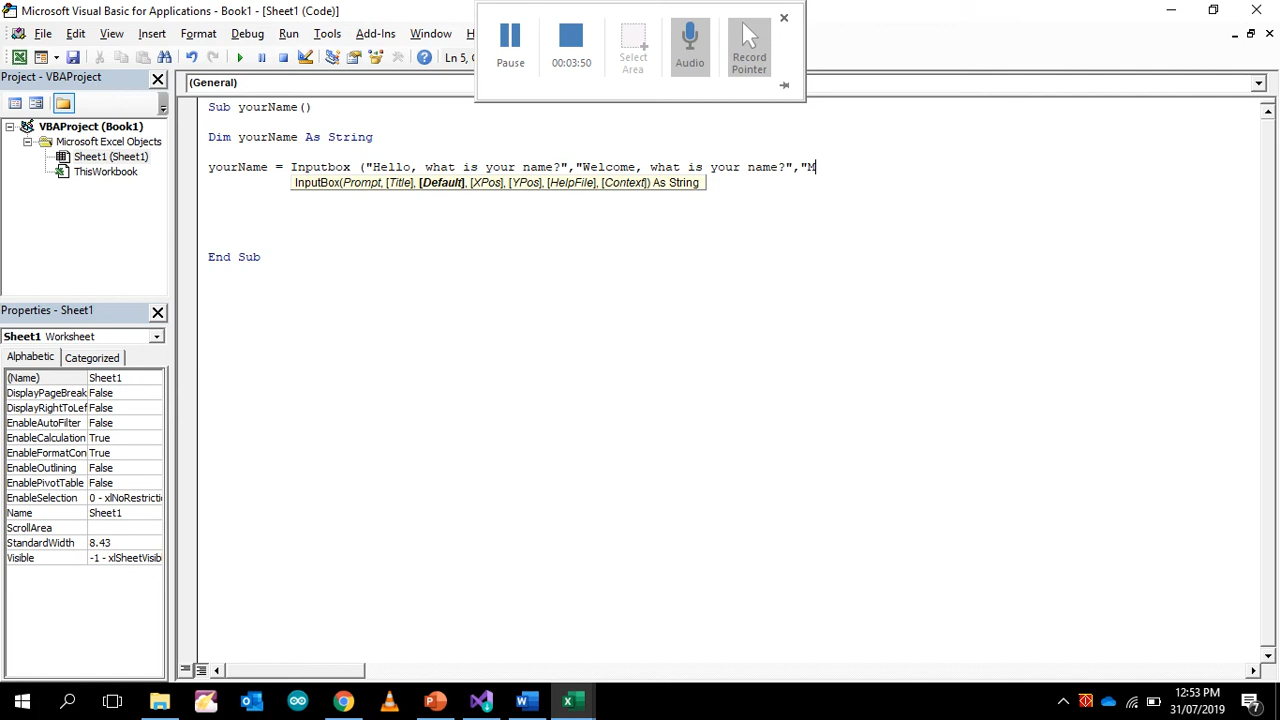 Microsoft Visual Basic for Applications - Book1 - [Sheet1 (Code)]
File Edit View Insert Format Debug Run Tools Add-Ins Window H
Ln 5, C
Pause
00:03:50
Select
Area
Audio
Record
Pointer
Project - VBAProject
(General)
VBAProject (Book1)
Microsoft Excel Objects
Sheet1 (Sheet1)
ThisWorkbook
Sub yourName()
Dim yourName As String
yourName = Inputbox ("Hello, what is your name?","Welcome, what is your name?","M
InputBox(Prompt, [Title], [Default], [XPos], [YPos], [HelpFile], [Context]) As String
End Sub
Properties - Sheet1
Sheet1 Worksheet
Alphabetic Categorized
(Name) Sheet1
DisplayPageBreak False
DisplayRightToLef False
EnableAutoFilter False
EnableCalculation True
EnableFormatCon True
EnableOutlining False
EnablePivotTable False
EnableSelection 0 - xlNoRestricti
Name Sheet1
ScrollArea
StandardWidth 8.43
Visible -1 - xlSheetVisib
12:53 PM
31/07/2019
7